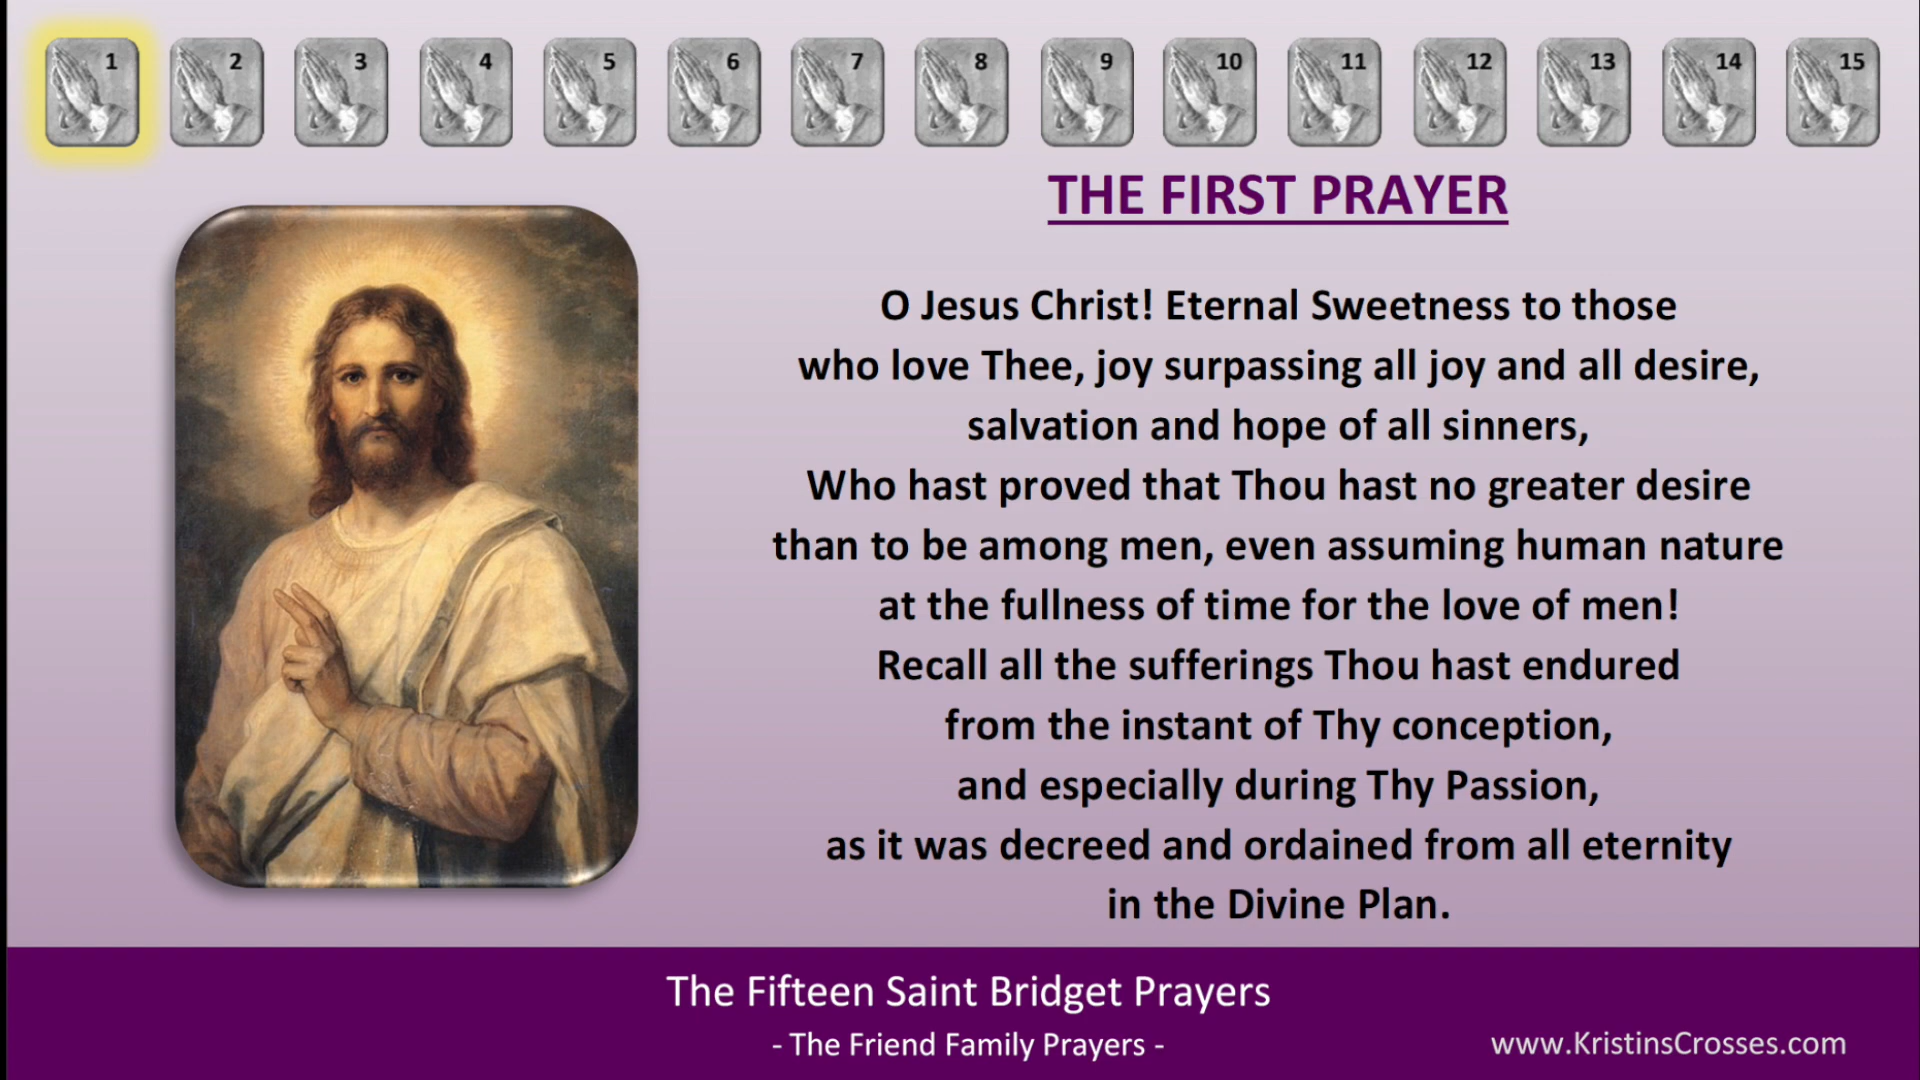 1 2 3 4 5 6 7 8 9 10 11 12 13 14 15
THE FIRST PRAYER
O Jesus Christ! Eternal Sweetness to those
who love Thee, joy surpassing all joy and all desire,
salvation and hope of all sinners,
Who hast proved that Thou hast no greater desire
than to be among men, even assuming human nature
at the fullness of time for the love of men!
Recall all the sufferings Thou hast endured
from the instant of Thy conception,
and especially during Thy Passion,
as it was decreed and ordained from all eternity
in the Divine Plan.
The Fifteen Saint Bridget Prayers
- The Friend Family Prayers -
www.KristinsCrosses.com